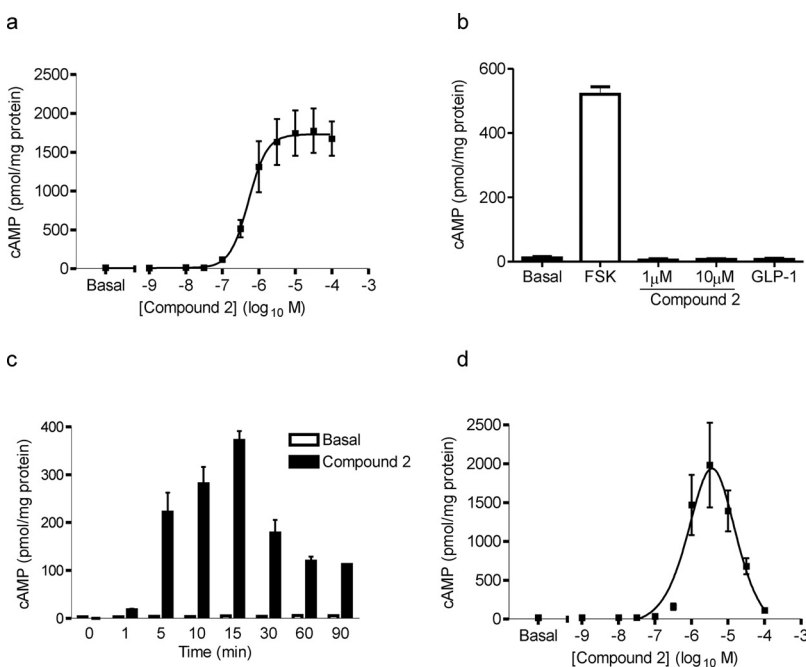 a
cAMP (pmol/mg protein)
2500
2000
1500
1000
500
0
Basal -9 -8 -7 -6 -5 -4 -3
[Compound 2] (log10 M)
b
cAMP (pmol/mg protein)
600
400
200
0
Basal FSK 1μM 10μM GLP-1
Compound 2
c
cAMP (pmol/mg protein)
400
300
200
100
0
Basal
Compound 2
0 1 5 10 15 30 60 90
Time (min)
d
cAMP (pmol/mg protein)
2500
2000
1500
1000
500
0
Basal -9 -8 -7 -6 -5 -4 -3
[Compound 2] (log10 M)